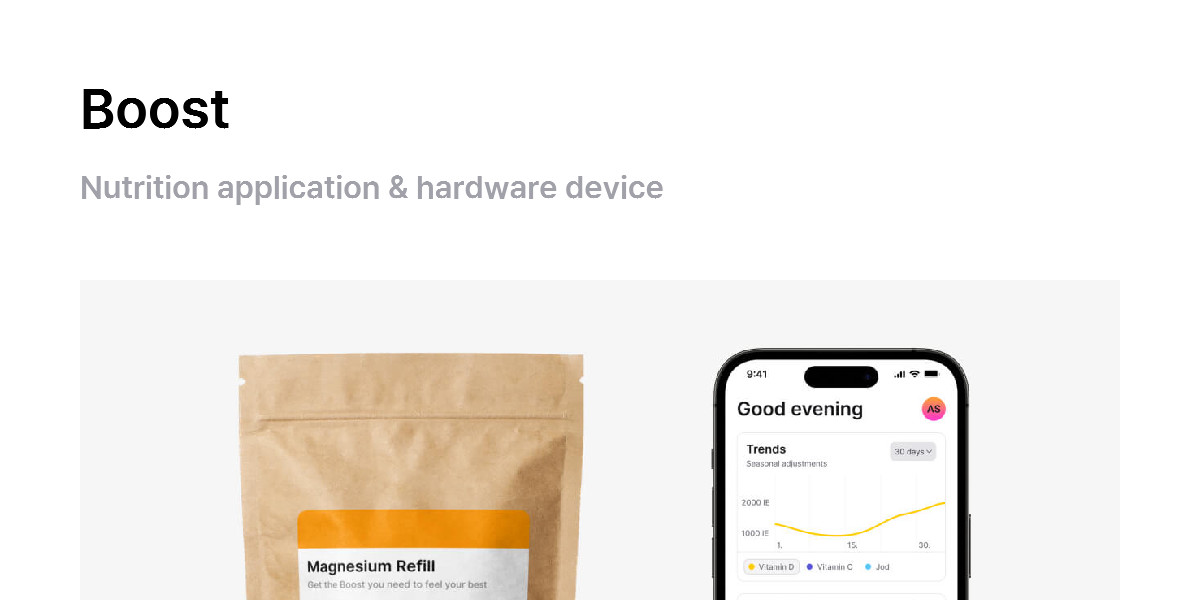 Boost
Nutrition application & hardware device
Magnesium Refill
Get the Boost you need to feel your best
9:41
Good evening
AS
Trends
30 days
Seasonal adjustments
2000 IE
1000 IE
1.
15.
30.
Vitamin D
Vitamin C
Jod